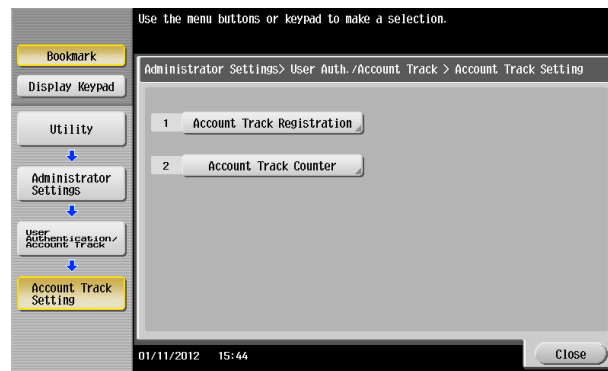 Use the menu buttons or keypad to make a selection.
Bookmark
Display Keypad
Utility
Administrator
Settings
User
Authentication/
Account Track
Account Track
Setting
Administrator Settings> User Auth./Account Track > Account Track Setting
1 Account Track Registration
2 Account Track Counter
01/11/2012 15:44
Close